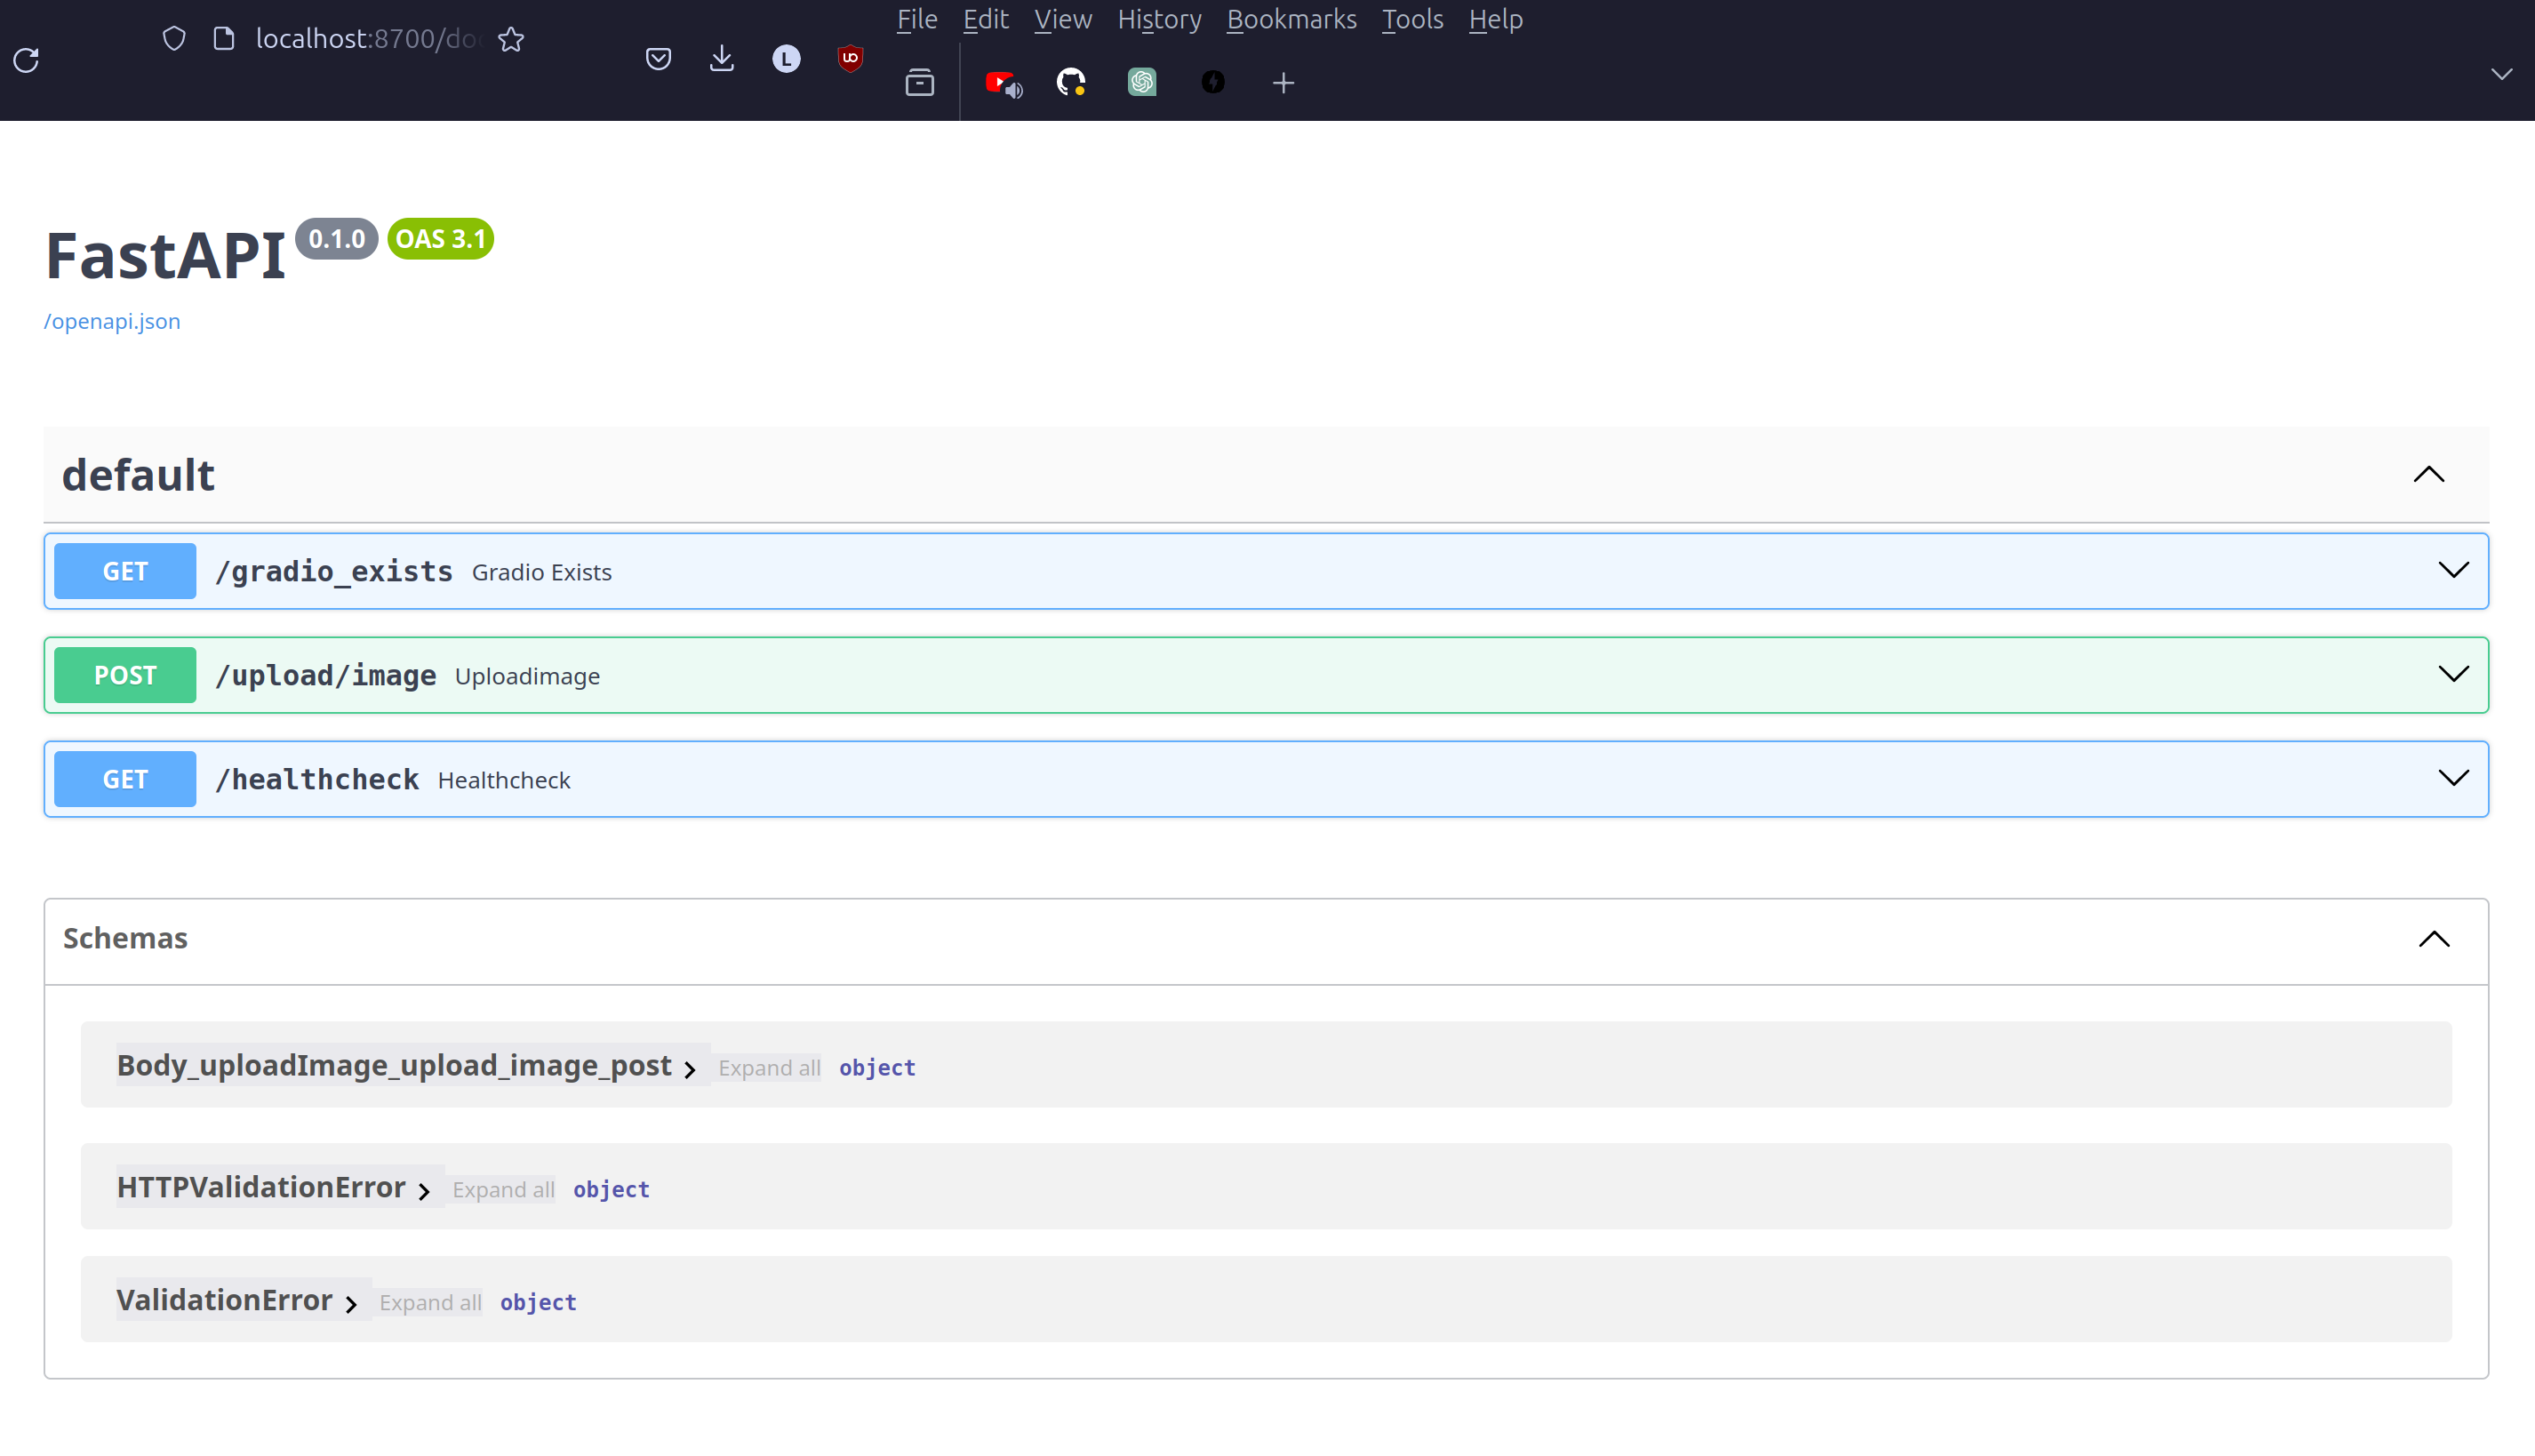 File Edit View History Bookmarks Tools Help
localhost:8700/do
L
FastAPI 0.1.0 OAS 3.1
/openapi.json
default
GET /gradio_exists Gradio Exists
POST /upload/image Uploadimage
GET /healthcheck Healthcheck
Schemas
Body_uploadImage_upload_image_post Expand all object
HTTPValidationError Expand all object
ValidationError Expand all object